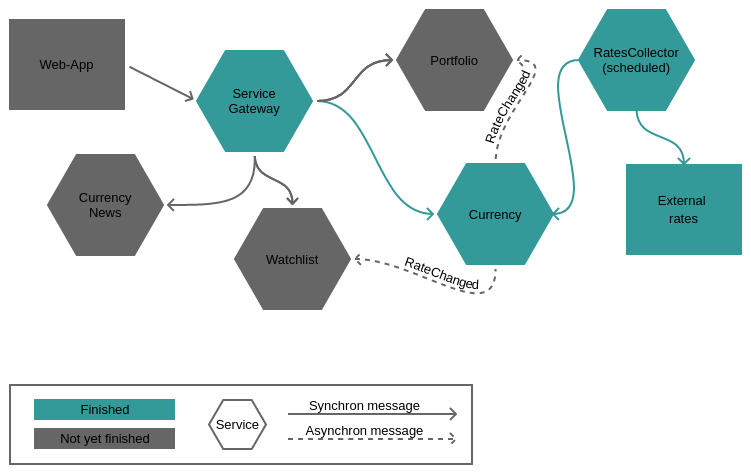 Web-App
Service
Gateway
Portfolio
RateChanged
RatesCollector
(scheduled)
Currency
News
Watchlist
RateChanged
Currency
External
rates
Finished
Not yet finished
Service
Synchron message
Asynchron message